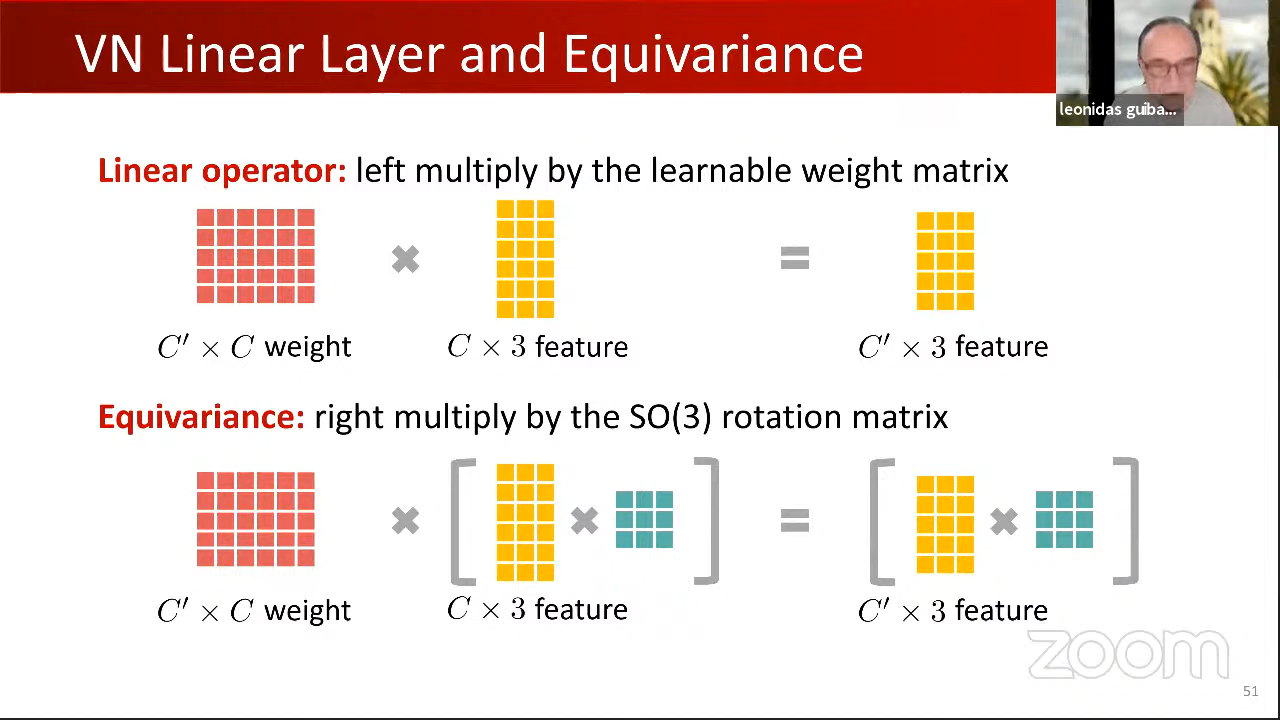 VN Linear Layer and Equivariance
leonidas guiba...
Linear operator: left multiply by the learnable weight matrix
× =
C′ × C weight C × 3 feature C′ × 3 feature
Equivariance: right multiply by the SO(3) rotation matrix
× [ × ] = [ × ]
C′ × C weight C × 3 feature C′ × 3 feature
zoom
51